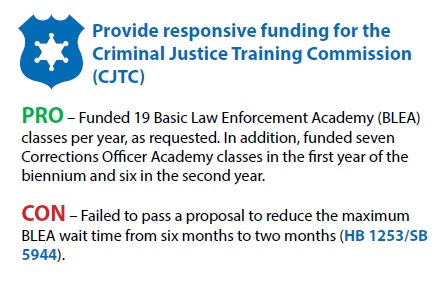 Provide responsive funding for the
Criminal Justice Training Commission
(CJTC)
PRO – Funded 19 Basic Law Enforcement Academy (BLEA)
classes per year, as requested. In addition, funded seven
Corrections Officer Academy classes in the first year of the
biennium and six in the second year.
CON – Failed to pass a proposal to reduce the maximum
BLEA wait time from six months to two months (HB 1253/SB
5944).